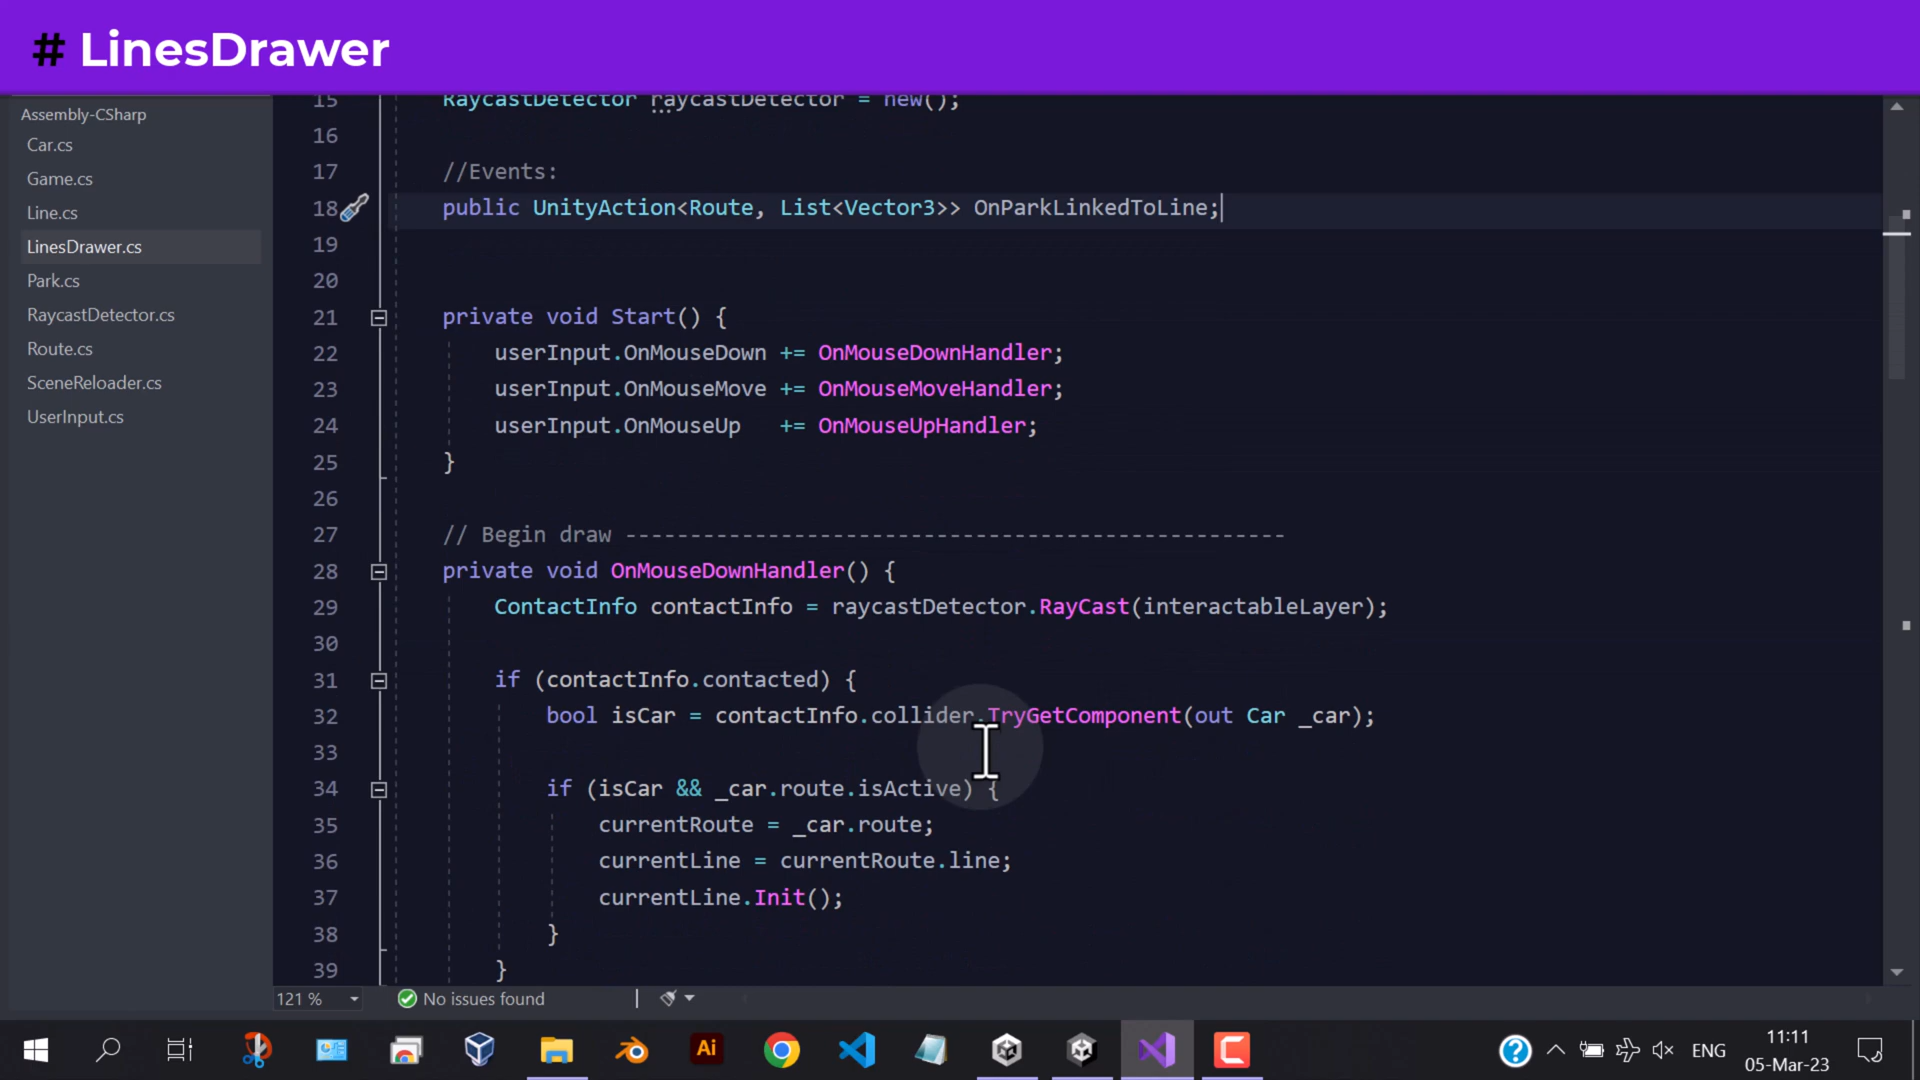 # LinesDrawer
Assembly-CSharp
Car.cs
Game.cs
Line.cs
LinesDrawer.cs
Park.cs
RaycastDetector.cs
Route.cs
SceneReloader.cs
UserInput.cs
15 RaycastDetector raycastDetector = new();
16
17 //Events:
18 public UnityAction<Route, List<Vector3>> OnParkLinkedToLine;
19
20
21 private void Start() {
22 userInput.OnMouseDown += OnMouseDownHandler;
23 userInput.OnMouseMove += OnMouseMoveHandler;
24 userInput.OnMouseUp   += OnMouseUpHandler;
25 }
26
27 // Begin draw ---------------------------------------------------
28 private void OnMouseDownHandler() {
29 ContactInfo contactInfo = raycastDetector.RayCast(interactableLayer);
30
31 if (contactInfo.contacted) {
32 bool isCar = contactInfo.collider.TryGetComponent(out Car _car);
33
34 if (isCar && _car.route.isActive) {
35 currentRoute = _car.route;
36 currentLine = currentRoute.line;
37 currentLine.Init();
38 }
39 }
121 % No issues found
Ai
ENG
11:11
05-Mar-23